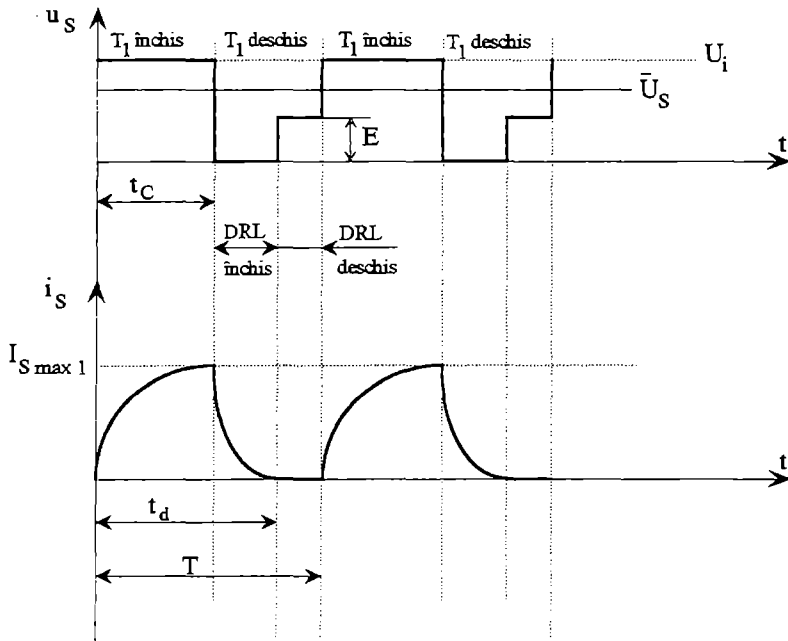 u_S
T_1 închis T_1 deschis T_1 închis T_1 deschis
U_i
Ū_S
E
t
t_C
DRL DRL
închis deschis
i_S
I_S max 1
t
t_d
T